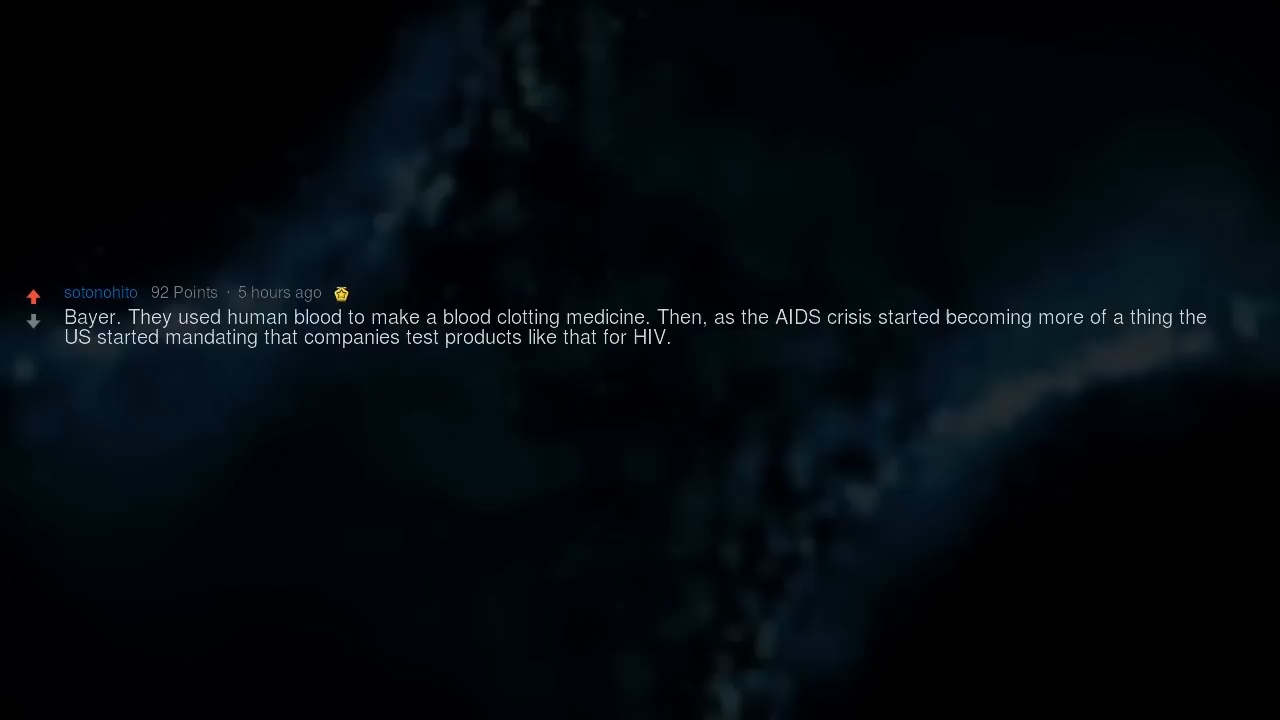 sotonohito 92 Points · 5 hours ago
Bayer. They used human blood to make a blood clotting medicine. Then, as the AIDS crisis started becoming more of a thing the
US started mandating that companies test products like that for HIV.